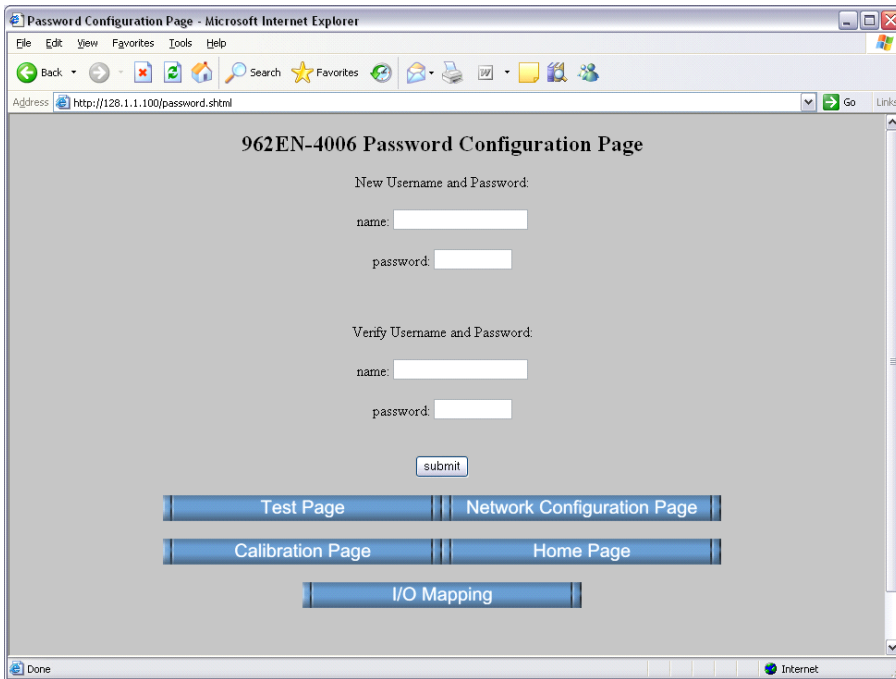 Password Configuration Page - Microsoft Internet Explorer
File Edit View Favorites Tools Help
Back Search Favorites
Address http://128.1.1.100/password.shtml Go Links
962EN-4006 Password Configuration Page
New Username and Password:
name:
password:
Verify Username and Password:
name:
password:
submit
Test Page Network Configuration Page
Calibration Page Home Page
I/O Mapping
Done Internet